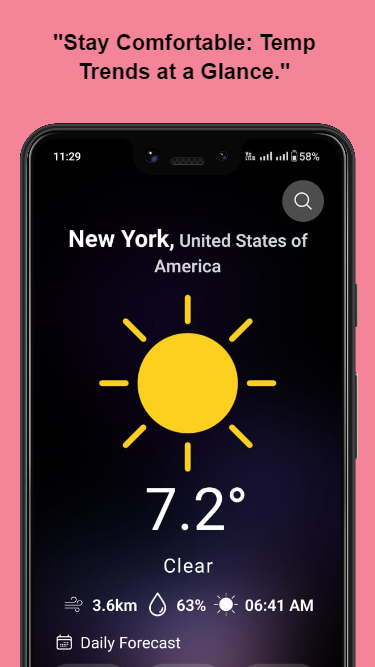 "Stay Comfortable: Temp
Trends at a Glance."
11:29
58%
New York, United States of
America
7.2°
Clear
3.6km 63% 06:41 AM
Daily Forecast